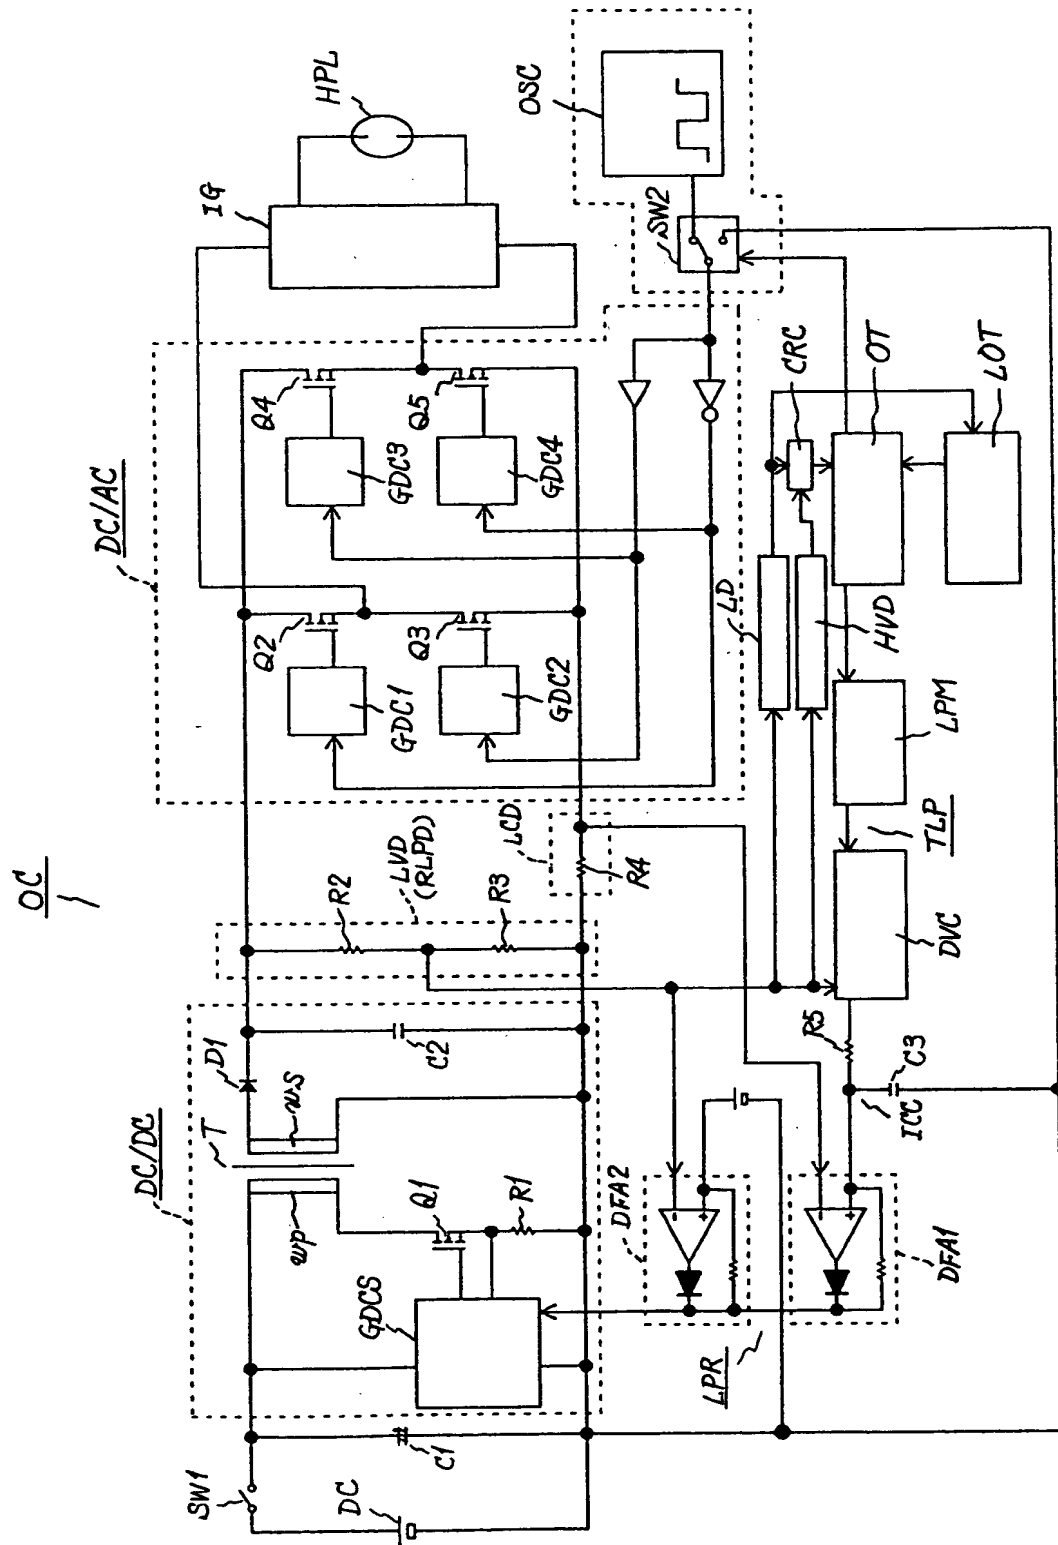 OC
DC/DC
DC/AC
SW1
DC
C1
GDCS
wp
T
ws
D1
Q1
R1
C2
LVD
(RLPD)
R2
R3
LCD
R4
Q2
GDC1
Q3
GDC2
Q4
GDC3
Q5
GDC4
IG
HPL
OSC
SW2
LPR
DFA2
DFA1
ICC
C3
R5
DVC
TLP
LPM
LD
HVD
CRC
OT
LOT